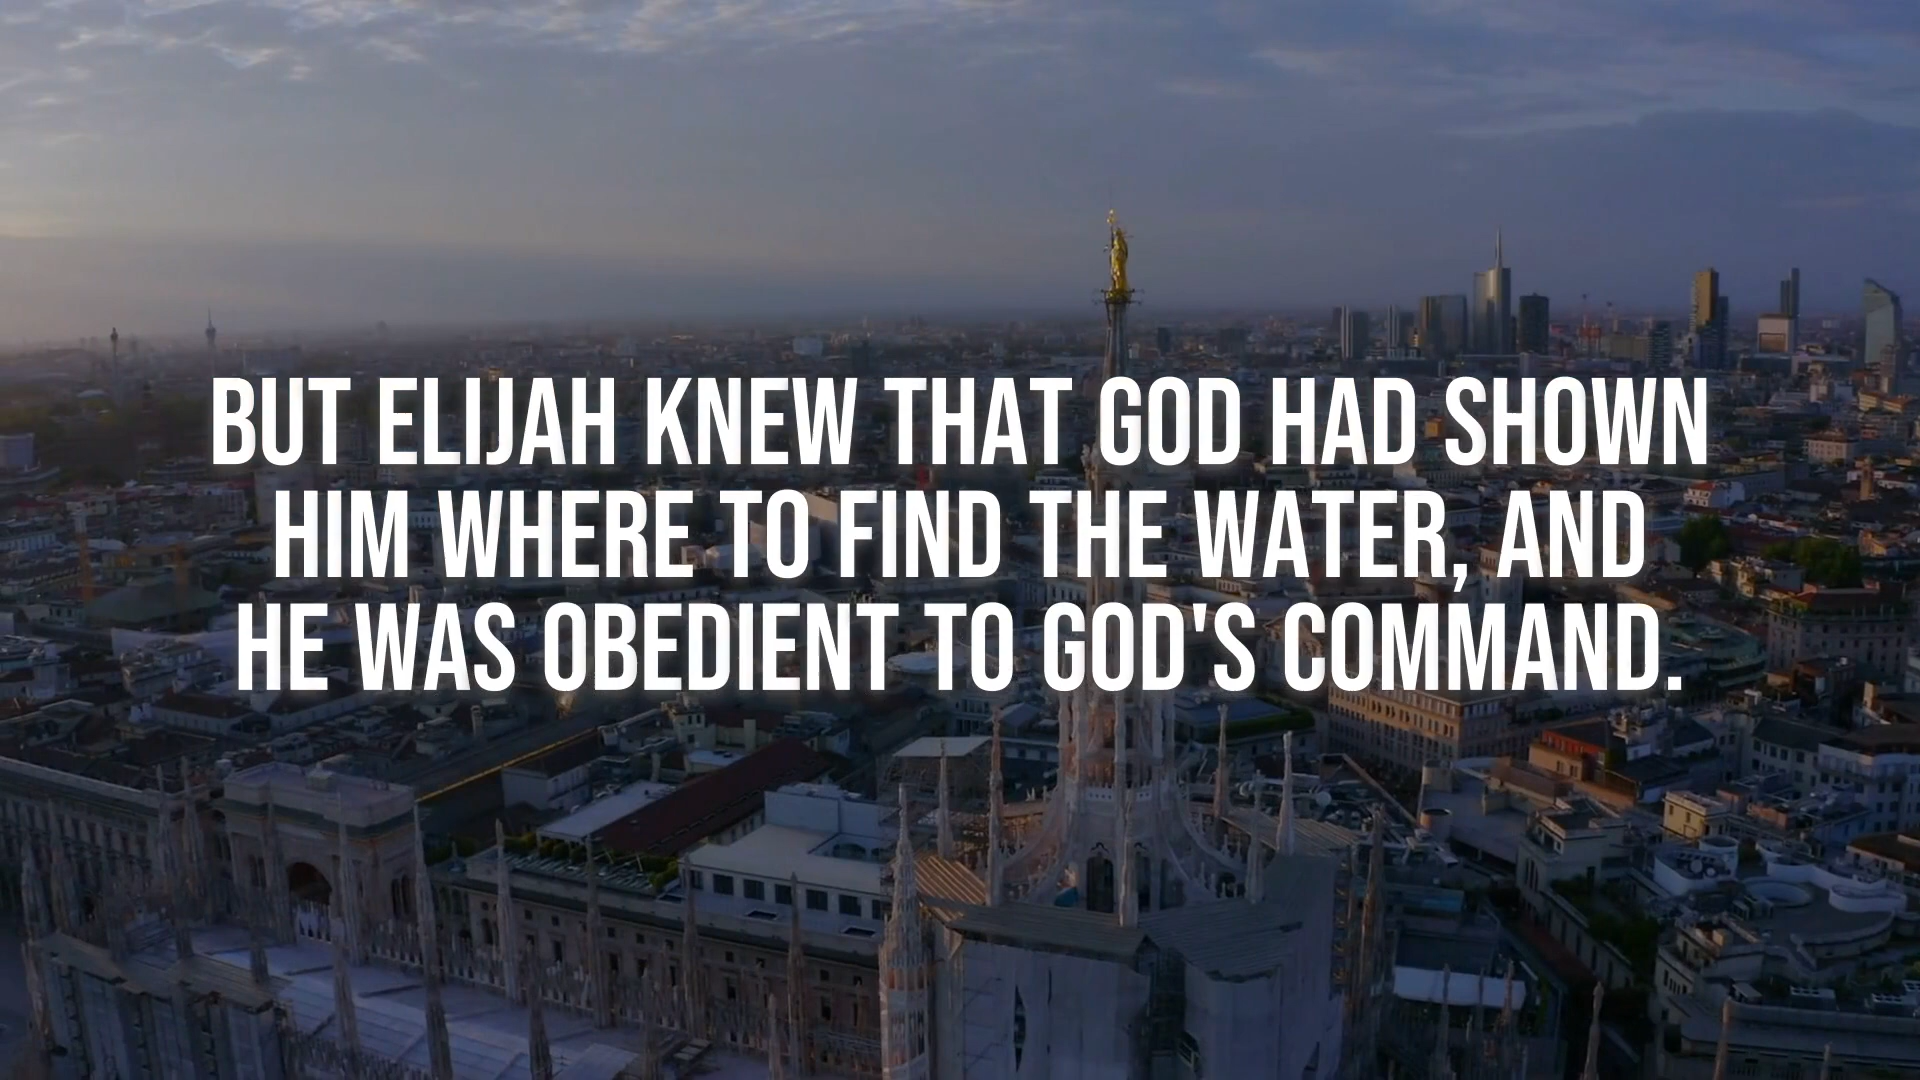 BUT ELIJAH KNEW THAT GOD HAD SHOWN
HIM WHERE TO FIND THE WATER, AND
HE WAS OBEDIENT TO GOD'S COMMAND.